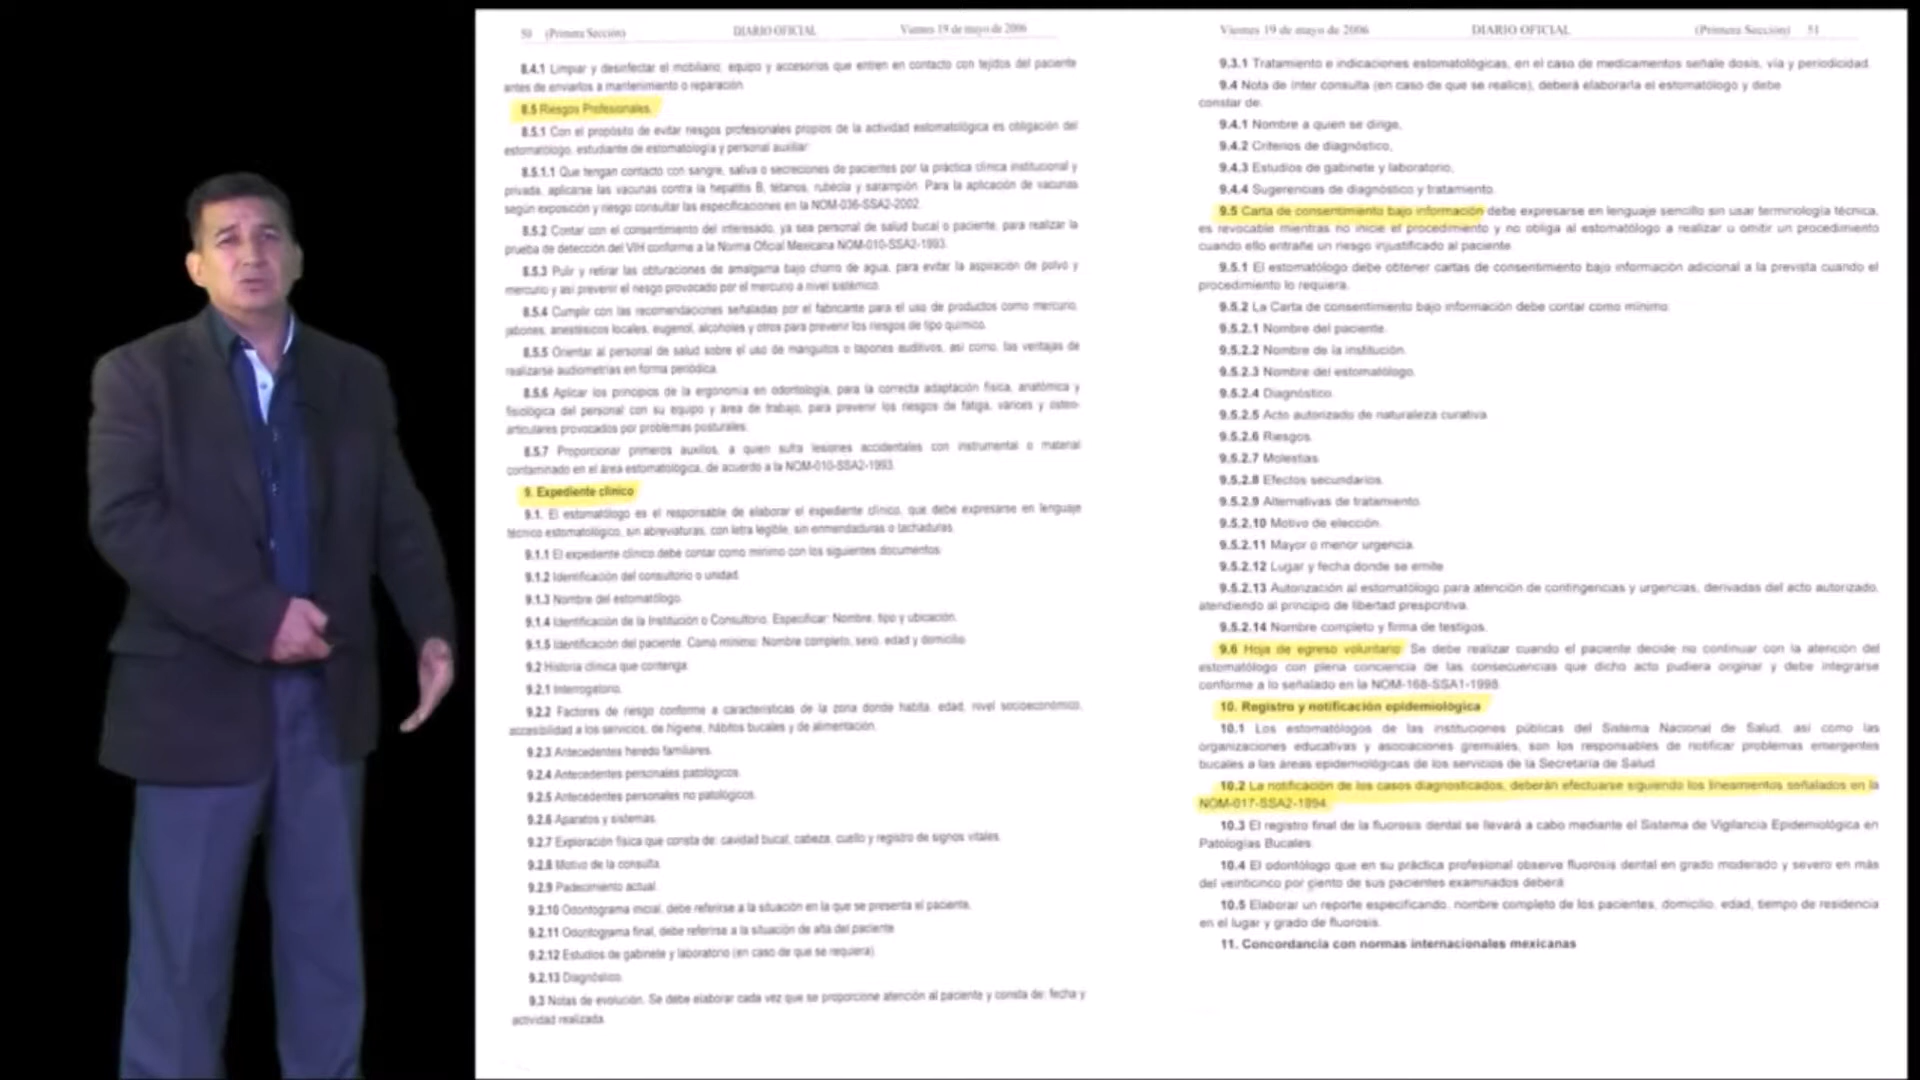 50 (Primera Sección) DIARIO OFICIAL Viernes 19 de mayo de 2006
8.4.1 Limpiar y desinfectar el mobiliario, equipo y accesorios que entren en contacto con tejidos del paciente
antes de enviarlos a mantenimiento o reparación.
8.5 Riesgos Profesionales.
8.5.1 Con el propósito de evitar riesgos profesionales propios de la actividad estomatológica es obligación del
estomatólogo, estudiante de estomatología y personal auxiliar:
8.5.1.1 Que tengan contacto con sangre, saliva o secreciones de pacientes por la práctica clínica institucional y
privada, aplicarse las vacunas contra la hepatitis B, tétanos, rubéola y sarampión. Para la aplicación de vacunas
según exposición y riesgo consultar las especificaciones en la NOM-036-SSA2-2002.
8.5.2 Contar con el consentimiento del interesado, ya sea personal de salud bucal o paciente, para realizar la
prueba de detección del VIH conforme a la Norma Oficial Mexicana NOM-010-SSA2-1993.
8.5.3 Pulir y retirar las obturaciones de amalgama bajo chorro de agua, para evitar la aspiración de polvo y
mercurio y así prevenir el riesgo provocado por el mercurio a nivel sistémico.
8.5.4 Cumplir con las recomendaciones señaladas por el fabricante para el uso de productos como mercurio,
jabones, anestésicos locales, eugenol, alcoholes y otros para prevenir los riesgos de tipo químico.
8.5.5 Orientar al personal de salud sobre el uso de manguitos o tapones auditivos, así como, las ventajas de
realizarse audiometrías en forma periódica.
8.5.6 Aplicar los principios de la ergonomía en odontología, para la correcta adaptación física, anatómica y
fisiológica del personal con su equipo y área de trabajo, para prevenir los riesgos de fatiga, várices y osteo-
articulares provocados por problemas posturales.
8.5.7 Proporcionar primeros auxilios, a quien sufra lesiones accidentales con instrumental o material
contaminado en el área estomatológica, de acuerdo a la NOM-010-SSA2-1993.
9. Expediente clínico
9.1. El estomatólogo es el responsable de elaborar el expediente clínico, que debe expresarse en lenguaje
técnico estomatológico, sin abreviaturas, con letra legible, sin enmendaduras o tachaduras.
9.1.1 El expediente clínico debe contar como mínimo con los siguientes documentos:
9.1.2 Identificación del consultorio o unidad.
9.1.3 Nombre del estomatólogo.
9.1.4 Identificación de la Institución o Consultorio. Especificar: Nombre, tipo y ubicación.
9.1.5 Identificación del paciente. Como mínimo: Nombre completo, sexo, edad y domicilio.
9.2 Historia clínica que contenga:
9.2.1 Interrogatorio.
9.2.2 Factores de riesgo conforme a características de la zona donde habita, edad, nivel socioeconómico,
accesibilidad a los servicios, de higiene, hábitos bucales y de alimentación.
9.2.3 Antecedentes heredo familiares.
9.2.4 Antecedentes personales patológicos.
9.2.5 Antecedentes personales no patológicos.
9.2.6 Aparatos y sistemas.
9.2.7 Exploración física que consta de: cavidad bucal, cabeza, cuello y registro de signos vitales.
9.2.8 Motivo de la consulta.
9.2.9 Padecimiento actual.
9.2.10 Odontograma inicial, debe referirse a la situación en la que se presenta el paciente.
9.2.11 Odontograma final, debe referirse a la situación de alta del paciente
9.2.12 Estudios de gabinete y laboratorio (en caso de que se requiera).
9.2.13 Diagnóstico.
9.3 Notas de evolución. Se debe elaborar cada vez que se proporcione atención al paciente y consta de: fecha y
actividad realizada.
Viernes 19 de mayo de 2006 DIARIO OFICIAL (Primera Sección) 51
9.3.1 Tratamiento e indicaciones estomatológicas, en el caso de medicamentos señale dosis, vía y periodicidad.
9.4 Nota de ínter consulta (en caso de que se realice), deberá elaborarla el estomatólogo y debe
constar de:
9.4.1 Nombre a quien se dirige,
9.4.2 Criterios de diagnóstico,
9.4.3 Estudios de gabinete y laboratorio,
9.4.4 Sugerencias de diagnóstico y tratamiento.
9.5 Carta de consentimiento bajo información debe expresarse en lenguaje sencillo sin usar terminología técnica,
es revocable mientras no inicie el procedimiento y no obliga al estomatólogo a realizar u omitir un procedimiento
cuando ello entrañe un riesgo injustificado al paciente.
9.5.1 El estomatólogo debe obtener cartas de consentimiento bajo información adicional a la prevista cuando el
procedimiento lo requiera.
9.5.2 La Carta de consentimiento bajo información debe contar como mínimo:
9.5.2.1 Nombre del paciente.
9.5.2.2 Nombre de la institución.
9.5.2.3 Nombre del estomatólogo.
9.5.2.4 Diagnóstico.
9.5.2.5 Acto autorizado de naturaleza curativa.
9.5.2.6 Riesgos.
9.5.2.7 Molestias.
9.5.2.8 Efectos secundarios.
9.5.2.9 Alternativas de tratamiento.
9.5.2.10 Motivo de elección.
9.5.2.11 Mayor o menor urgencia.
9.5.2.12 Lugar y fecha donde se emite
9.5.2.13 Autorización al estomatólogo para atención de contingencias y urgencias, derivadas del acto autorizado,
atendiendo al principio de libertad
9.5.2.14 Nombre completo y firma de testigos.
9.6 Hoja de egreso voluntario: Se debe realizar cuando el paciente decide no continuar con la atención del
estomatólogo con plena conciencia de las consecuencias que dicho acto pudiera originar y debe integrarse
conforme a lo señalado en la NOM-168-SSA1-1998.
10. Registro y notificación epidemiológica
10.1 Los estomatólogos de las instituciones públicas del Sistema Nacional de Salud, así como las
organizaciones educativas y asociaciones gremiales, son los responsables de notificar problemas emergentes
bucales a las áreas epidemiológicas de los servicios de la Secretaría de Salud.
10.2 La notificación de los casos diagnosticados, deberán efectuarse siguiendo los lineamientos señalados en la
NOM-017-SSA2-1994.
10.3 El registro final de la fluorosis dental se llevará a cabo mediante el Sistema de Vigilancia Epidemiológica en
Patologías Bucales.
10.4 El odontólogo que en su práctica profesional observe fluorosis dental en grado moderado y severo en más
del veinticinco por ciento de sus pacientes examinados deberá:
10.5 Elaborar un reporte especificando, nombre completo de los pacientes, domicilio, edad, tiempo de residencia
en el lugar y grado de fluorosis.
11. Concordancia con normas internacionales mexicanas